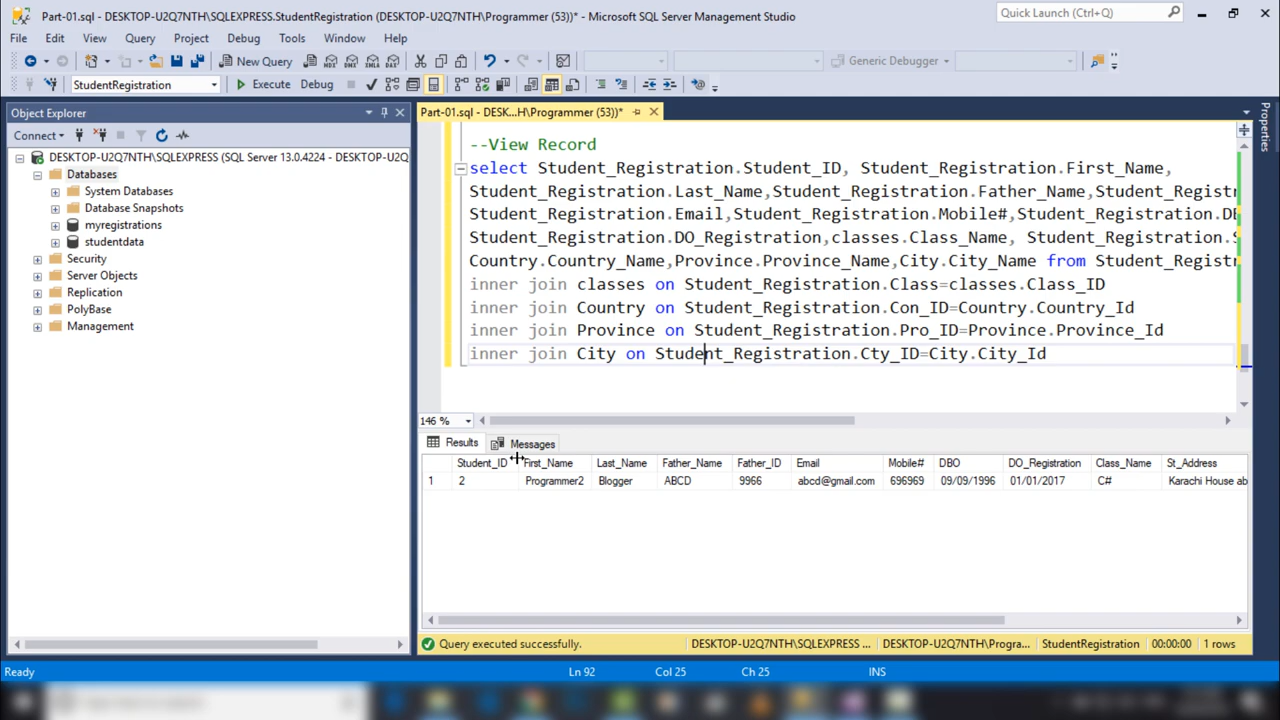 Part-01.sql - DESKTOP-U2Q7NTH\SQLEXPRESS.StudentRegistration (DESKTOP-U2Q7NTH\Programmer (53))* - Microsoft SQL Server Management Studio
Quick Launch (Ctrl+Q)
File Edit View Query Project Debug Tools Window Help
New Query
Generic Debugger
StudentRegistration
Execute Debug
Object Explorer
Part-01.sql - DESK...H\Programmer (53))*
Properties
Connect
DESKTOP-U2Q7NTH\SQLEXPRESS (SQL Server 13.0.4224 - DESKTOP-U2Q
Databases
System Databases
Database Snapshots
myregistrations
studentdata
Security
Server Objects
Replication
PolyBase
Management
--View Record
select Student_Registration.Student_ID, Student_Registration.First_Name,
Student_Registration.Last_Name,Student_Registration.Father_Name,Student_Registr
Student_Registration.Email,Student_Registration.Mobile#,Student_Registration.DB
Student_Registration.DO_Registration,classes.Class_Name, Student_Registration.S
Country.Country_Name,Province.Province_Name,City.City_Name from Student_Registr
inner join classes on Student_Registration.Class=classes.Class_ID
inner join Country on Student_Registration.Con_ID=Country.Country_Id
inner join Province on Student_Registration.Pro_ID=Province.Province_Id
inner join City on Student_Registration.Cty_ID=City.City_Id
146 %
Results Messages
Student_ID First_Name Last_Name Father_Name Father_ID Email Mobile# DBO DO_Registration Class_Name St_Address
1 2 Programmer2 Blogger ABCD 9966 abcd@gmail.com 696969 09/09/1996 01/01/2017 C# Karachi House ab
Query executed successfully.
DESKTOP-U2Q7NTH\SQLEXPRESS ... DESKTOP-U2Q7NTH\Progra... StudentRegistration 00:00:00 1 rows
Ready
Ln 92 Col 25 Ch 25 INS